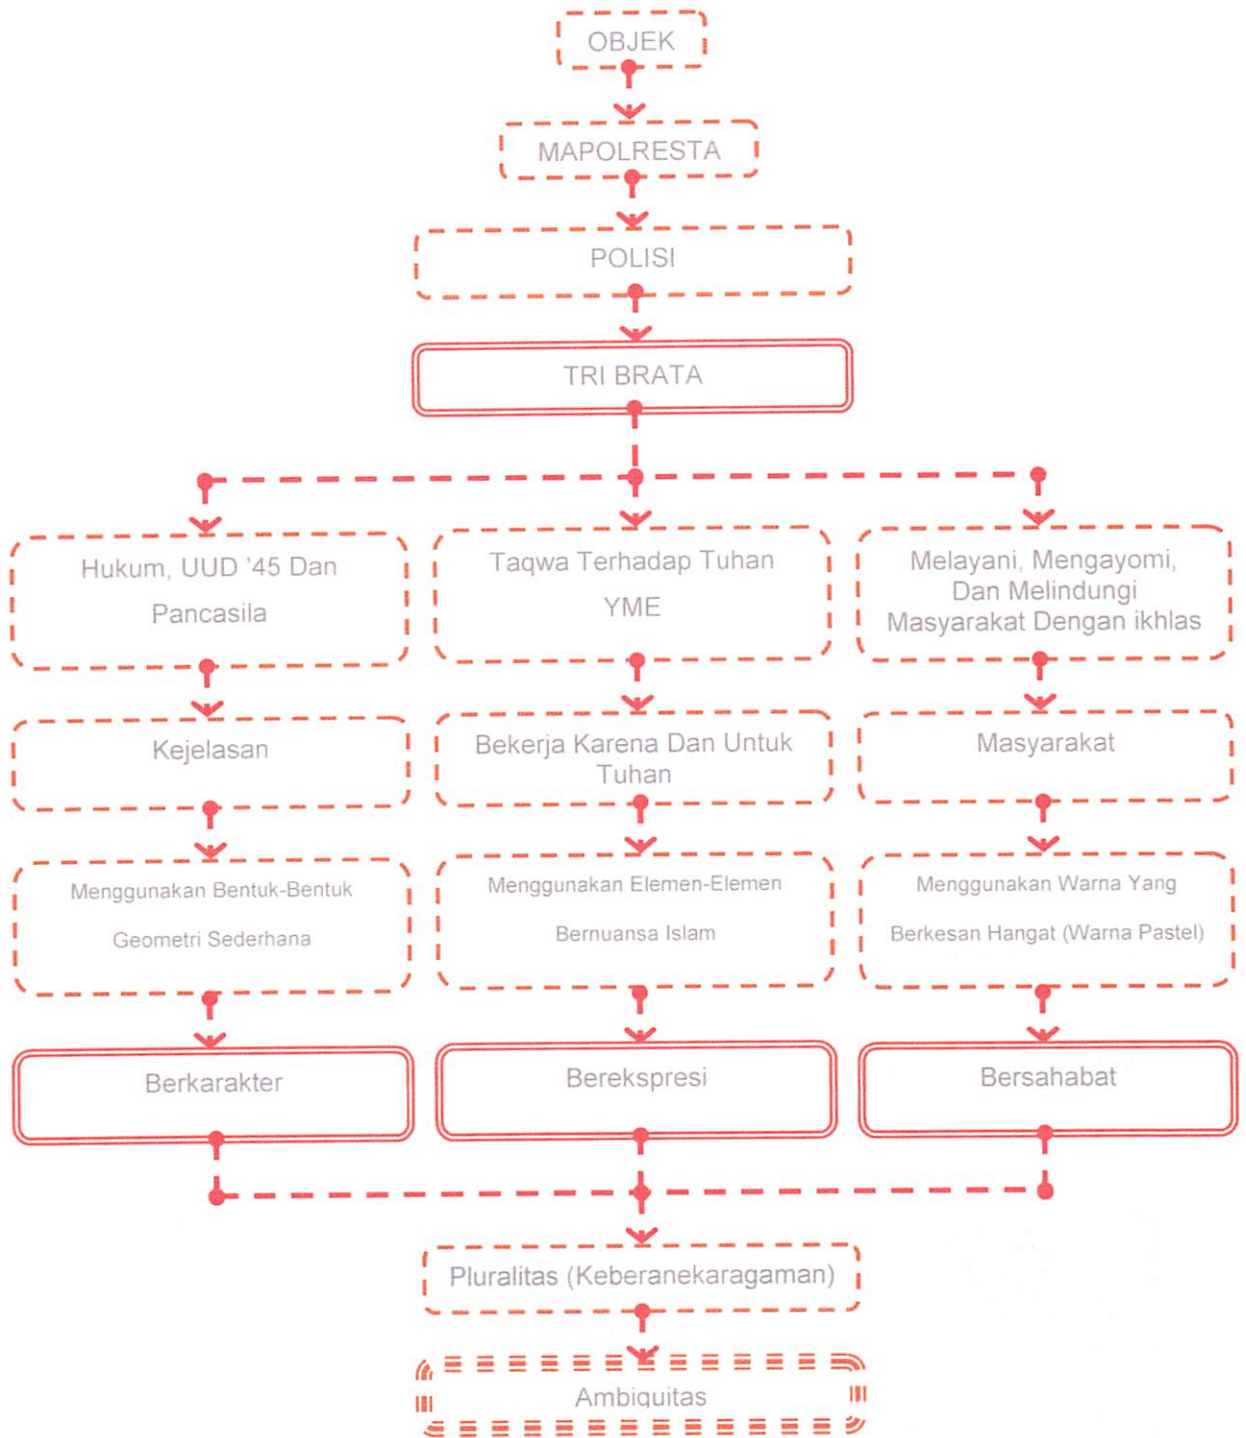 OBJEK
MAPOLRESTA
POLISI
TRI BRATA
Hukum, UUD '45 Dan
Pancasila
Taqwa Terhadap Tuhan
YME
Melayani, Mengayomi,
Dan Melindungi
Masyarakat Dengan ikhlas
Kejelasan
Bekerja Karena Dan Untuk
Tuhan
Masyarakat
Menggunakan Bentuk-Bentuk
Geometri Sederhana
Menggunakan Elemen-Elemen
Bernuansa Islam
Menggunakan Warna Yang
Berkesan Hangat (Warna Pastel)
Berkarakter
Berekspresi
Bersahabat
Pluralitas (Keberanekaragaman)
Ambiquitas